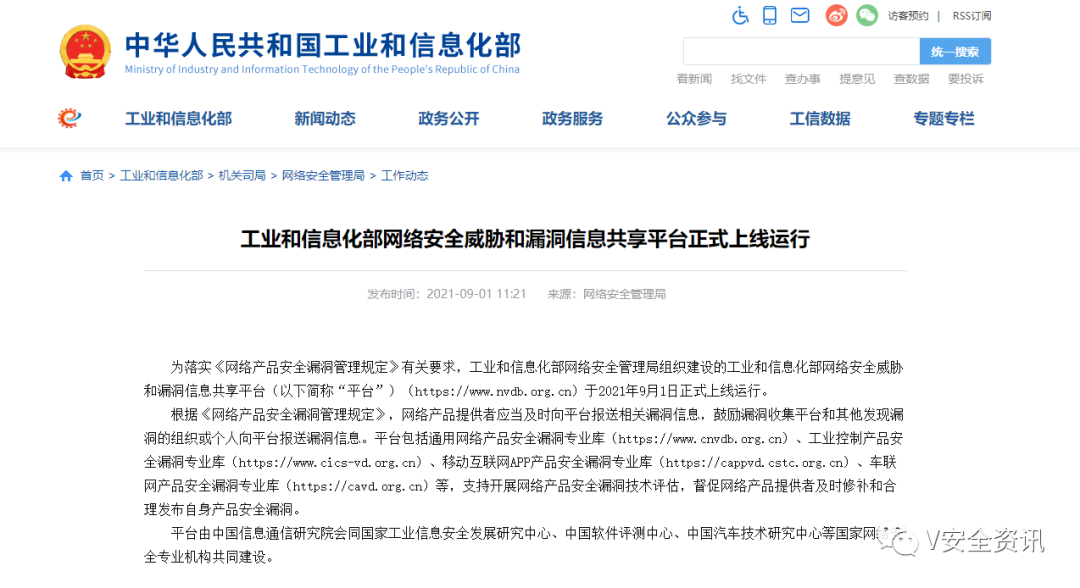 访客预约 | RSS订阅
中华人民共和国工业和信息化部
Ministry of Industry and Information Technology of the People's Republic of China
统一搜索
看新闻 找文件 查办事 提意见 查数据 要投诉
工业和信息化部 新闻动态 政务公开 政务服务 公众参与 工信数据 专题专栏
首页 > 工业和信息化部 > 机关司局 > 网络安全管理局 > 工作动态
工业和信息化部网络安全威胁和漏洞信息共享平台正式上线运行
发布时间：2021-09-01 11:21 来源：网络安全管理局
为落实《网络产品安全漏洞管理规定》有关要求，工业和信息化部网络安全管理局组织建设的工业和信息化部网络安全威胁
和漏洞信息共享平台（以下简称“平台”）（https://www.nvdb.org.cn）于2021年9月1日正式上线运行。
根据《网络产品安全漏洞管理规定》，网络产品提供者应当及时向平台报送相关漏洞信息，鼓励漏洞收集平台和其他发现漏
洞的组织或个人向平台报送漏洞信息。平台包括通用网络产品安全漏洞专业库（https://www.cnvdb.org.cn）、工业控制产品安
全漏洞专业库（https://www.cics-vd.org.cn）、移动互联网APP产品安全漏洞专业库（https://cappvd.cstc.org.cn）、车联
网产品安全漏洞专业库（https://cavd.org.cn）等，支持开展网络产品安全漏洞技术评估，督促网络产品提供者及时修补和合
理发布自身产品安全漏洞。
平台由中国信息通信研究院会同国家工业信息安全发展研究中心、中国软件评测中心、中国汽车技术研究中心等国家网络安
全专业机构共同建设。
V安全资讯